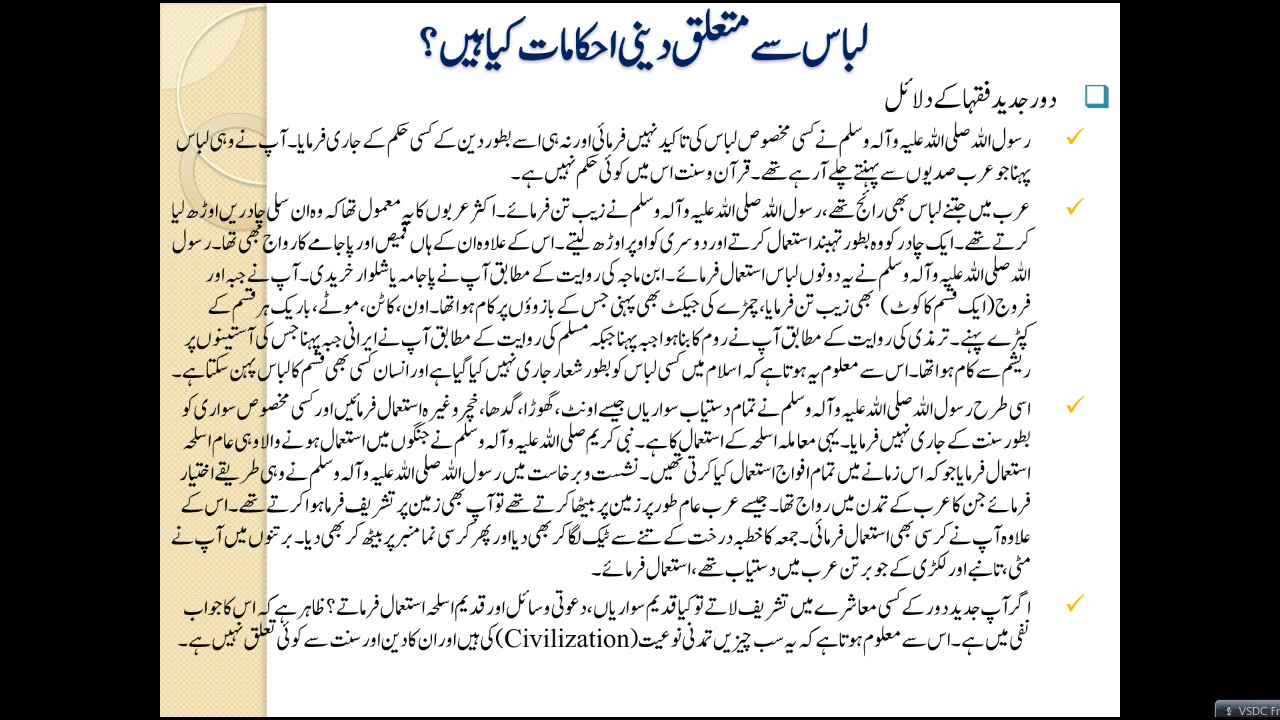 لباس سے متعلق دینی احکامات کیا ہیں؟
دور جدید فقہا کے دلائل
رسول اللہ صلی اللہ علیہ وآلہ وسلم نے کسی مخصوص لباس کی تاکید نہیں فرمائی اور نہ ہی اسے بطور دین کے کسی حکم کے جاری فرمایا۔ آپ نے وہی لباس
پہنا جو عرب صدیوں سے پہنتے چلے آ رہے تھے۔ قرآن و سنت اس میں کوئی حکم نہیں ہے۔
عرب میں جتنے لباس بھی رائج تھے، رسول اللہ صلی اللہ علیہ وآلہ وسلم نے زیب تن فرمائے۔ اکثر عربوں کا یہ معمول تھا کہ وہ ان سلی چادریں اوڑھ لیا
کرتے تھے۔ ایک چادر کو وہ بطور تہبند استعمال کرتے اور دوسری کو اوپر اوڑھ لیتے۔ اس کے علاوہ ان کے ہاں قمیص اور پاجامے کا رواج بھی تھا۔ رسول
اللہ صلی اللہ علیہ وآلہ وسلم نے یہ دونوں لباس استعمال فرمائے۔ ابن ماجہ کی روایت کے مطابق آپ نے پاجامہ یا شلوار خریدی۔ آپ نے جبہ اور
فروج (ایک قسم کا کوٹ) بھی زیب تن فرمایا، چمڑے کی جیکٹ بھی پہنی جس کے بازوؤں پر کام ہوا تھا۔ اون، کاٹن، موٹے، باریک ہر قسم کے
کپڑے پہنے۔ ترمذی کی روایت کے مطابق آپ نے روم کا بنا ہوا جبہ پہنا جبکہ مسلم کی روایت کے مطابق آپ نے ایرانی جبہ پہنا جس کی آستینوں پر
ریشم سے کام ہوا تھا۔ اس سے معلوم یہ ہوتا ہے کہ اسلام میں کسی لباس کو بطور شعار جاری نہیں کیا گیا ہے اور انسان کسی بھی قسم کا لباس پہن سکتا ہے۔
اسی طرح رسول اللہ صلی اللہ علیہ وآلہ وسلم نے تمام دستیاب سواریاں جیسے اونٹ، گھوڑا، گدھا، خچر وغیرہ استعمال فرمائیں اور کسی مخصوص سواری کو
بطور سنت کے جاری نہیں فرمایا۔ یہی معاملہ اسلحہ کے استعمال کا ہے۔ نبی کریم صلی اللہ علیہ وآلہ وسلم نے جنگوں میں استعمال ہونے والا وہی عام اسلحہ
استعمال فرمایا جو کہ اس زمانے میں تمام افواج استعمال کیا کرتی تھیں۔ نشست و برخاست میں رسول اللہ صلی اللہ علیہ وآلہ وسلم نے وہی طریقے اختیار
فرمائے جن کا عرب کے تمدن میں رواج تھا۔ جیسے عرب عام طور پر زمین پر بیٹھا کرتے تھے تو آپ بھی زمین پر تشریف فرما ہوا کرتے تھے۔ اس کے
علاوہ آپ نے کرسی بھی استعمال فرمائی۔ جمعہ کا خطبہ درخت کے تنے سے ٹیک لگا کر بھی دیا اور پھر کرسی نما منبر پر بیٹھ کر بھی دیا۔ برتنوں میں آپ نے
مٹی، تانبے اور لکڑی کے جو برتن عرب میں دستیاب تھے، استعمال فرمائے۔
اگر آپ جدید دور کے کسی معاشرے میں تشریف لاتے تو کیا قدیم سواریاں، دعوتی وسائل اور قدیم اسلحہ استعمال فرماتے؟ ظاہر ہے کہ اس کا جواب
نفی میں ہے۔ اس سے معلوم ہوتا ہے کہ یہ سب چیزیں تمدنی نوعیت (Civilization) کی ہیں اور ان کا دین اور سنت سے کوئی تعلق نہیں ہے۔
VSDC Fr